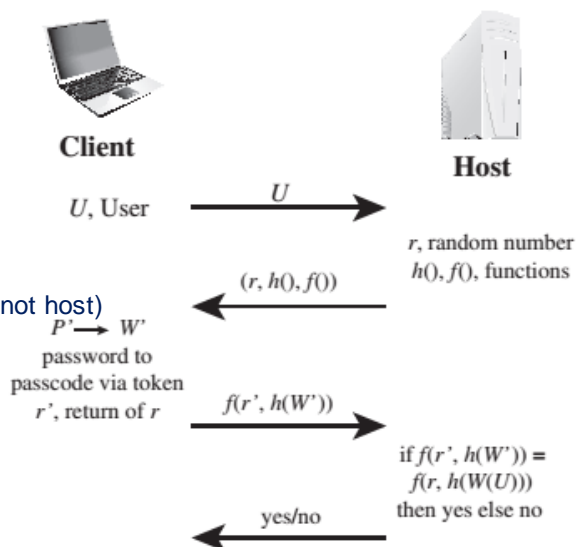 Client
Host
U, User
U
r, random number
h(), f(), functions
(r, h(), f())
not host)
P’ → W’
password to
passcode via token
r’, return of r
f(r’, h(W’))
if f(r’, h(W’)) =
f(r, h(W(U)))
then yes else no
yes/no